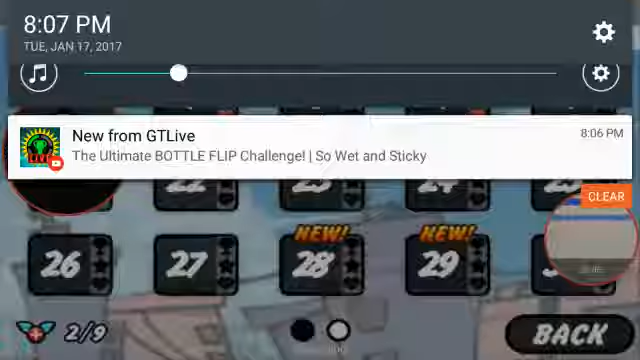 8:07 PM
TUE, JAN 17, 2017
New from GTLive
8:06 PM
The Ultimate BOTTLE FLIP Challenge! | So Wet and Sticky
LIVE
CLEAR
22
23
24
NEW!
NEW!
26
27
28
29
2/9
BACK